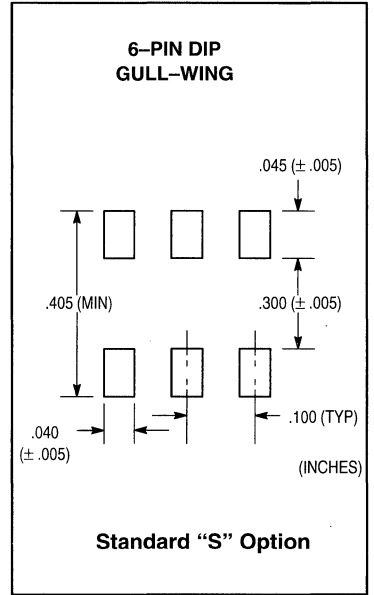 6–PIN DIP
GULL–WING
.045 (± .005)
.405 (MIN)
.300 (± .005)
.100 (TYP)
.040
(± .005)
(INCHES)
Standard “S” Option